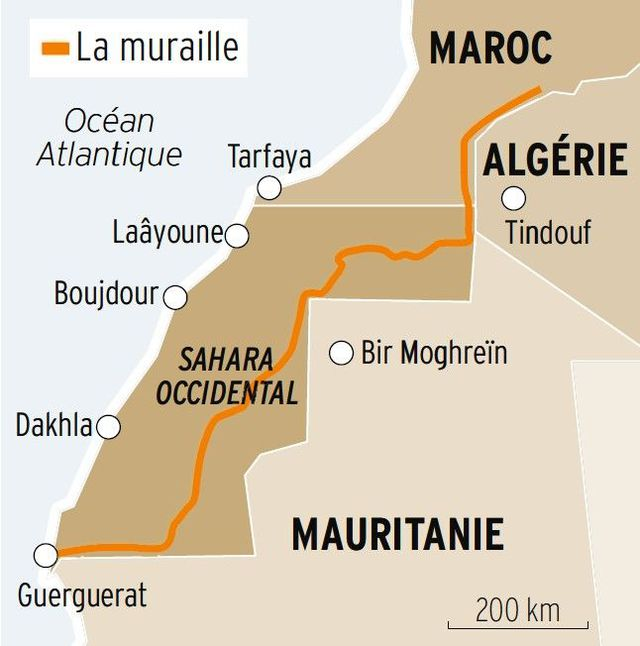 La muraille
MAROC
Océan
Atlantique
Tarfaya
ALGÉRIE
Tindouf
Laâyoune
Boujdour
SAHARA
OCCIDENTAL
Bir Moghreïn
Dakhla
MAURITANIE
Guerguerat
200 km